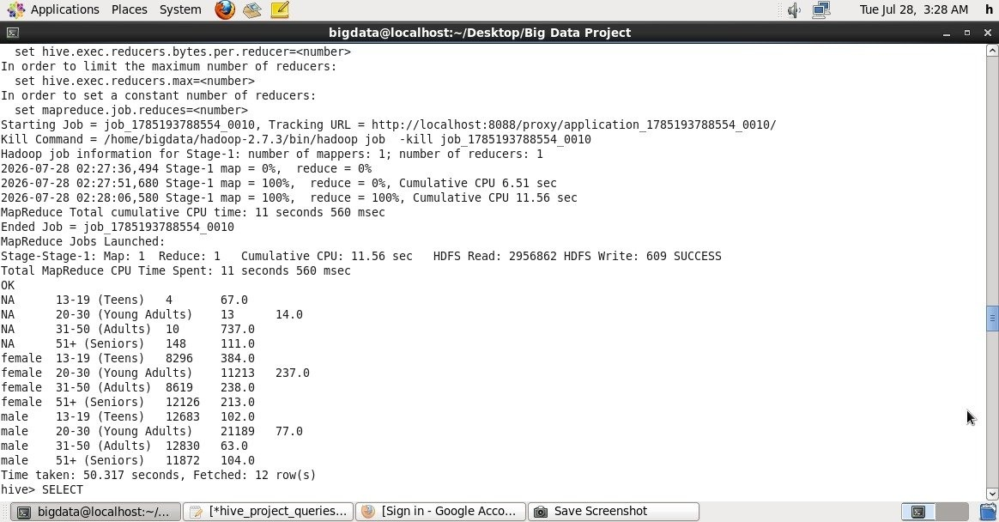 Applications Places System Tue Jul 28, 3:28 AM h
bigdata@localhost:~/Desktop/Big Data Project
  set hive.exec.reducers.bytes.per.reducer=<number>
In order to limit the maximum number of reducers:
  set hive.exec.reducers.max=<number>
In order to set a constant number of reducers:
  set mapreduce.job.reduces=<number>
Starting Job = job_1785193788554_0010, Tracking URL = http://localhost:8088/proxy/application_1785193788554_0010/
Kill Command = /home/bigdata/hadoop-2.7.3/bin/hadoop job  -kill job_1785193788554_0010
Hadoop job information for Stage-1: number of mappers: 1; number of reducers: 1
2026-07-28 02:27:36,494 Stage-1 map = 0%,  reduce = 0%
2026-07-28 02:27:51,680 Stage-1 map = 100%,  reduce = 0%, Cumulative CPU 6.51 sec
2026-07-28 02:28:06,580 Stage-1 map = 100%,  reduce = 100%, Cumulative CPU 11.56 sec
MapReduce Total cumulative CPU time: 11 seconds 560 msec
Ended Job = job_1785193788554_0010
MapReduce Jobs Launched:
Stage-Stage-1: Map: 1  Reduce: 1   Cumulative CPU: 11.56 sec   HDFS Read: 2956862 HDFS Write: 609 SUCCESS
Total MapReduce CPU Time Spent: 11 seconds 560 msec
OK
NA      13-19 (Teens)   4       67.0
NA      20-30 (Young Adults)    13      14.0
NA      31-50 (Adults)  10      737.0
NA      51+ (Seniors)   148     111.0
female  13-19 (Teens)   8296    384.0
female  20-30 (Young Adults)    11213   237.0
female  31-50 (Adults)  8619    238.0
female  51+ (Seniors)   12126   213.0
male    13-19 (Teens)   12683   102.0
male    20-30 (Young Adults)    21189   77.0
male    31-50 (Adults)  12830   63.0
male    51+ (Seniors)   11872   104.0
Time taken: 50.317 seconds, Fetched: 12 row(s)
hive> SELECT
bigdata@localhost:~/... [*hive_project_queries... [Sign in - Google Acco... Save Screenshot